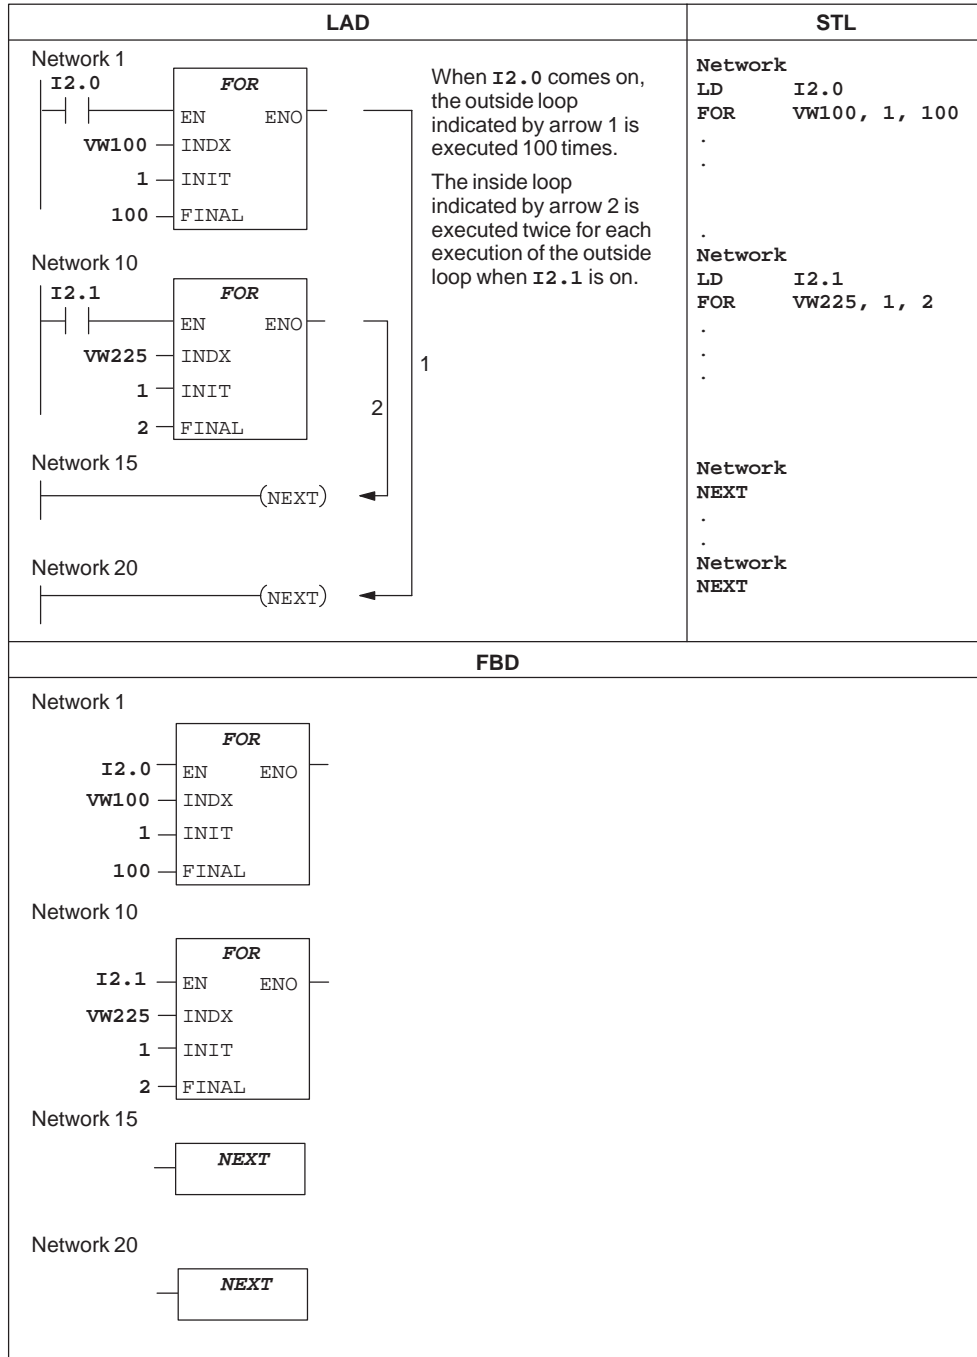 LAD
STL
Network 1
I2.0
FOR
EN ENO
VW100 INDX
1 INIT
100 FINAL
When I2.0 comes on,
the outside loop
indicated by arrow 1 is
executed 100 times.
The inside loop
indicated by arrow 2 is
executed twice for each
execution of the outside
loop when I2.1 is on.
Network 10
I2.1
FOR
EN ENO
VW225 INDX
1 INIT
2 FINAL
1
2
Network 15
(NEXT)
Network 20
(NEXT)
Network
LD I2.0
FOR VW100, 1, 100
.
.
.
Network
LD I2.1
FOR VW225, 1, 2
.
.
.
Network
NEXT
.
.
Network
NEXT
FBD
Network 1
FOR
I2.0 EN ENO
VW100 INDX
1 INIT
100 FINAL
Network 10
FOR
I2.1 EN ENO
VW225 INDX
1 INIT
2 FINAL
Network 15
NEXT
Network 20
NEXT